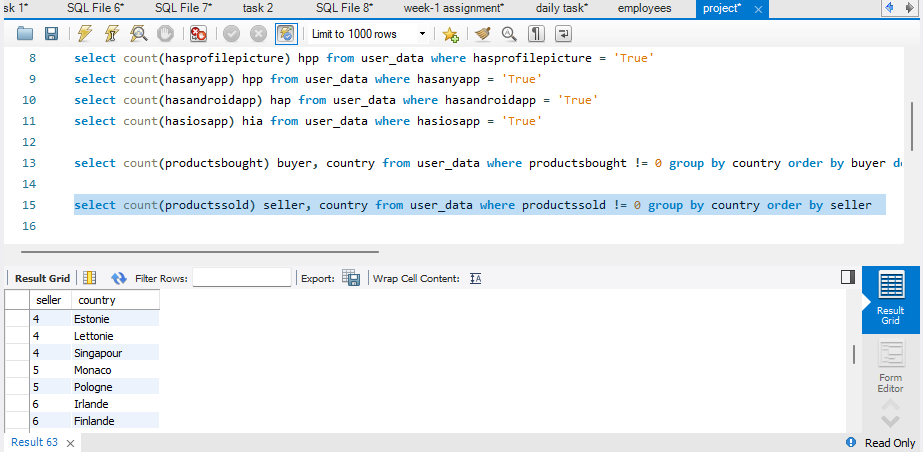 sk 1*
SQL File 6*
SQL File 7*
task 2
SQL File 8*
week-1 assignment*
daily task*
employees
project*
Limit to 1000 rows
8 select count(hasprofilepicture) hpp from user_data where hasprofilepicture = 'True'
9 select count(hasanyapp) hpp from user_data where hasanyapp = 'True'
10 select count(hasandroidapp) hap from user_data where hasandroidapp = 'True'
11 select count(hasiosapp) hia from user_data where hasiosapp = 'True'
12
13 select count(productsbought) buyer, country from user_data where productsbought != 0 group by country order by buyer de
14
15 select count(productssold) seller, country from user_data where productssold != 0 group by country order by seller
16
Result Grid Filter Rows: Export: Wrap Cell Content:
seller country
4 Estonie
4 Lettonie
4 Singapour
5 Monaco
5 Pologne
6 Irlande
6 Finlande
Result
Grid
Form
Editor
Result 63
Read Only